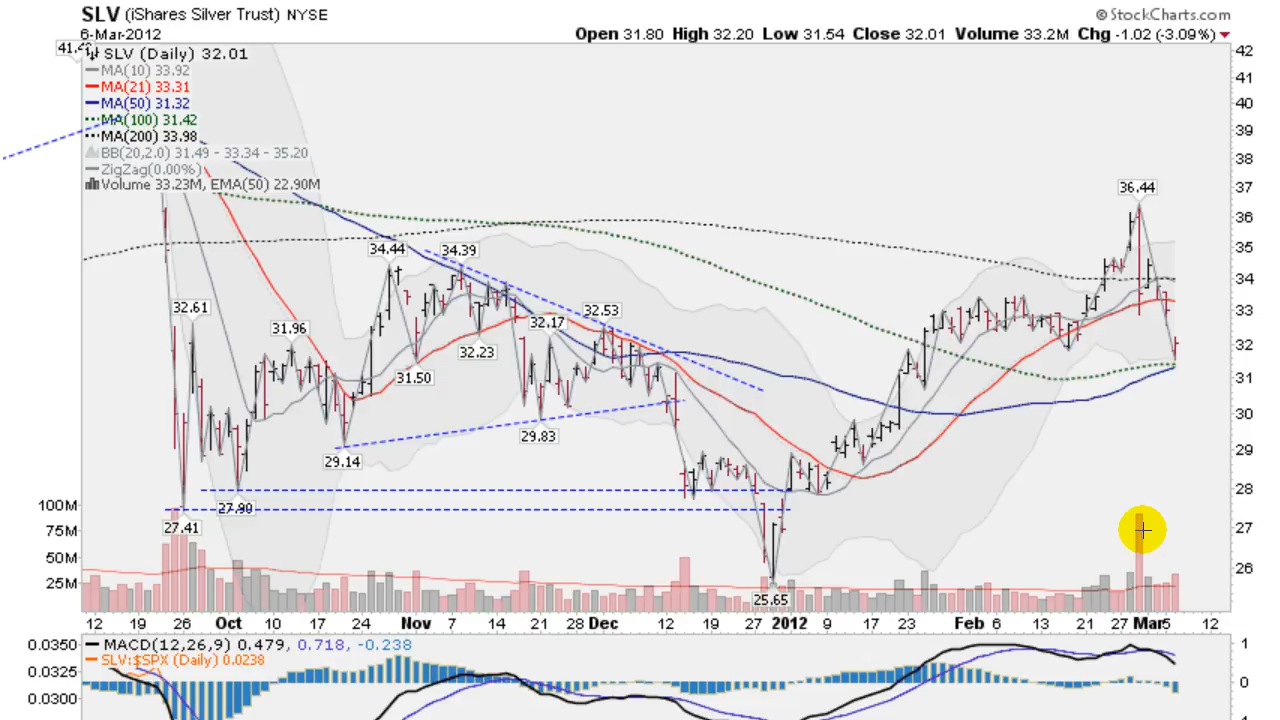 SLV (iShares Silver Trust) NYSE
© StockCharts.com
6-Mar-2012
Open 31.80 High 32.20 Low 31.54 Close 32.01 Volume 33.2M Chg -1.02 (-3.09%)
SLV (Daily) 32.01
MA(10) 33.92
MA(21) 33.31
MA(50) 31.32
MA(100) 31.42
MA(200) 33.98
BB(20,2.0) 31.49 - 33.34 - 35.20
ZigZag(0.00%)
Volume 33.23M, EMA(50) 22.90M
42
41
40
39
38
37
36
35
34
33
32
31
30
29
28
27
26
36.44
34.44
34.39
32.61
31.96
32.17
32.53
32.23
31.50
29.83
29.14
27.90
27.41
25.65
100M
75M
50M
25M
12 19 26 Oct 10 17 24 Nov 7 14 21 28 Dec 12 19 27 2012 9 17 23 Feb 6 13 21 27 Mar 5 12
MACD(12,26,9) 0.479, 0.718, -0.238
SLV:$SPX (Daily) 0.0238
0.0350
0.0325
0.0300
1
0